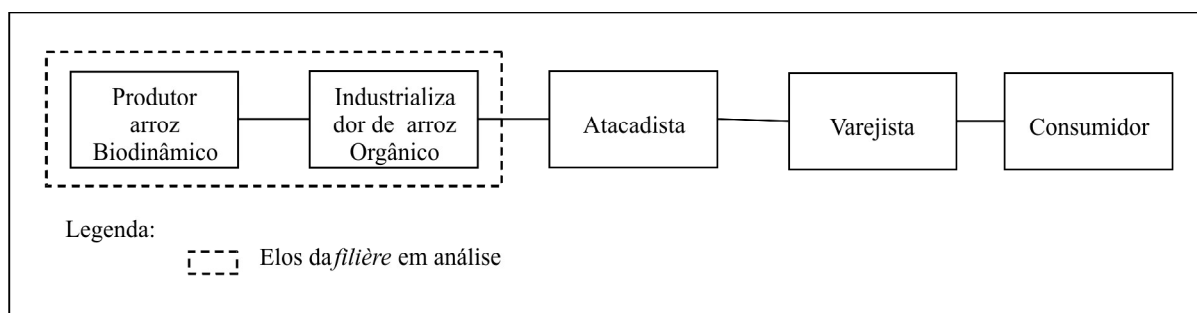 Produtor
arroz
Biodinâmico
Industrializa
dor de arroz
Orgânico
Atacadista
Varejista
Consumidor
Legenda:
Elos da filière em análise